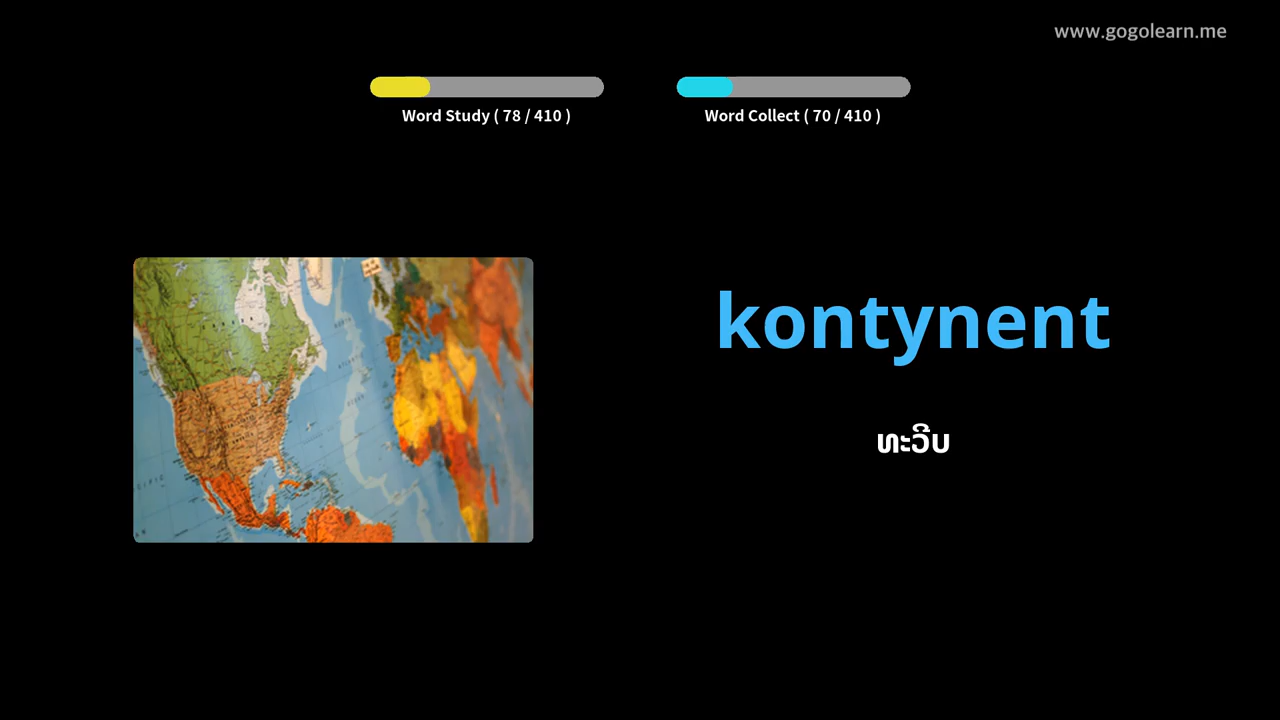 www.gogolearn.me
Word Study ( 78 / 410 )
Word Collect ( 70 / 410 )
kontynent
ທະວີບ